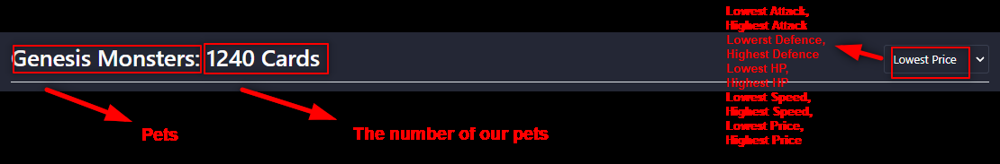 Lowest Attack,
Highest Attack
Lowerst Defence,
Highest Defence
Lowest HP,
Highest HP
Lowest Speed,
Highest Speed,
Lowest Price,
Highest Price
Genesis Monsters: 1240 Cards
Lowest Price
Pets
The number of our pets